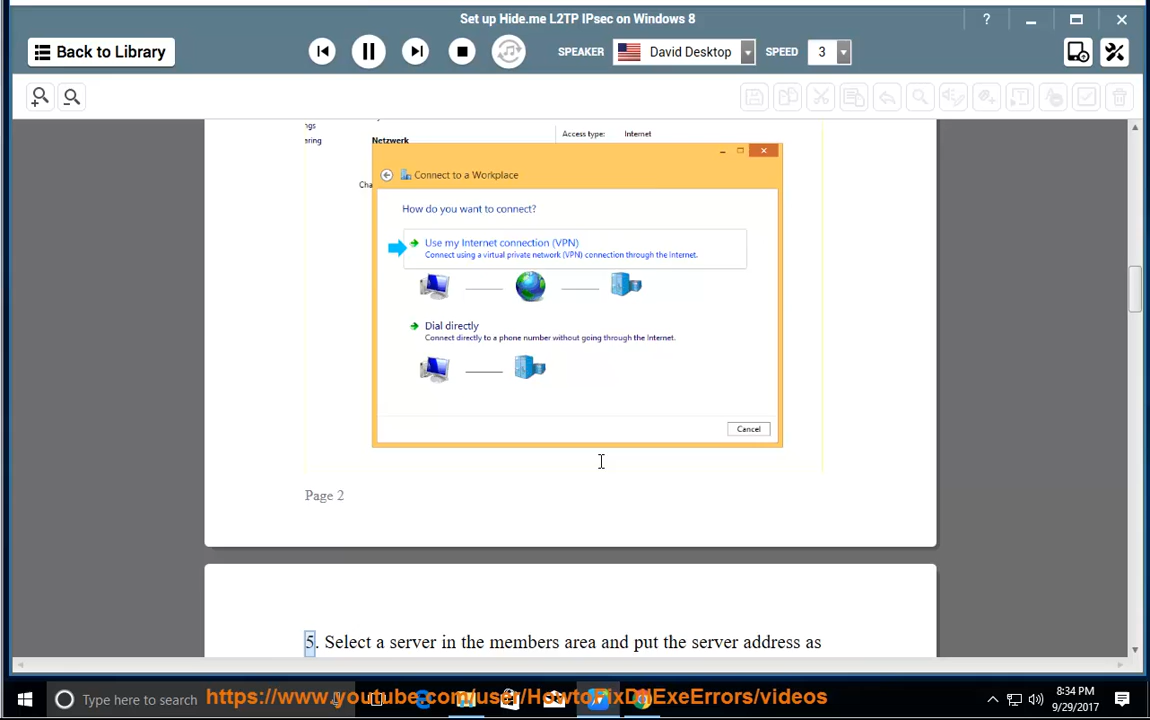 Set up Hide.me L2TP IPsec on Windows 8
?
Back to Library
SPEAKER
David Desktop
SPEED
3
ngs
Access type: Internet
ering
Netzwerk
Connect to a Workplace
Cha
How do you want to connect?
Use my Internet connection (VPN)
Connect using a virtual private network (VPN) connection through the Internet.
Dial directly
Connect directly to a phone number without going through the Internet.
Cancel
Page 2
5. Select a server in the members area and put the server address as
Type here to search
https://www.youtube.com/user/HowtoFixDllExeErrors/videos
8:34 PM
9/29/2017